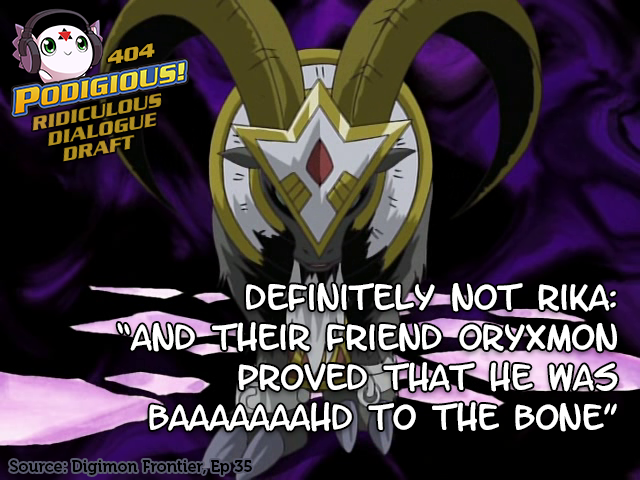 404
PODIGIOUS!
RIDICULOUS
DIALOGUE
DRAFT
DEFINITELY NOT RIKA:
"AND THEIR FRIEND ORYXMON
PROVED THAT HE WAS
BAAAAAAAHD TO THE BONE"
Source: Digimon Frontier, Ep 35